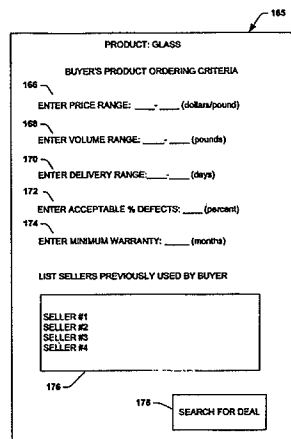 165
PRODUCT: GLASS
BUYER'S PRODUCT ORDERING CRITERIA
166
ENTER PRICE RANGE: ____-____ (dollars/pound)
168
ENTER VOLUME RANGE: ____-____ (pounds)
170
ENTER DELIVERY RANGE:____-____ (days)
172
ENTER ACCEPTABLE % DEFECTS: ____ (percent)
174
ENTER MINIMUM WARRANTY: ____ (months)
LIST SELLERS PREVIOUSLY USED BY BUYER
SELLER #1
SELLER #2
SELLER #3
SELLER #4
176
178
SEARCH FOR DEAL